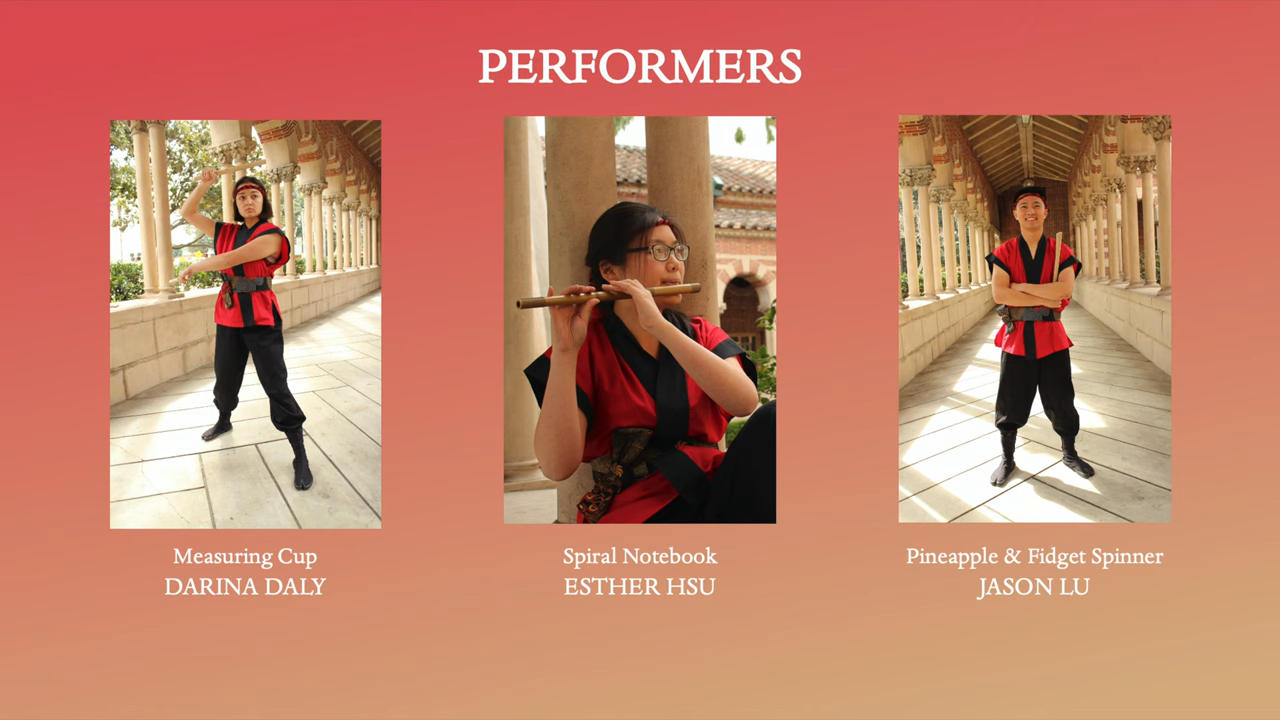 PERFORMERS
Measuring Cup
DARINA DALY
Spiral Notebook
ESTHER HSU
Pineapple & Fidget Spinner
JASON LU